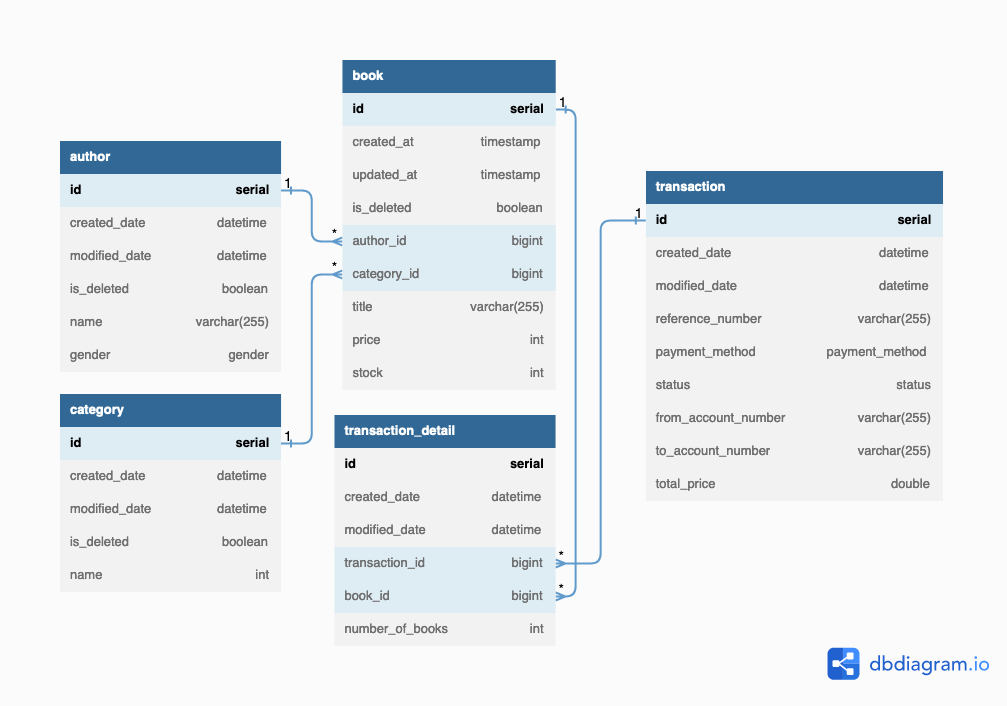 author
id serial
created_date datetime
modified_date datetime
is_deleted boolean
name varchar(255)
gender gender
category
id serial
created_date datetime
modified_date datetime
is_deleted boolean
name int
book
id serial
created_at timestamp
updated_at timestamp
is_deleted boolean
author_id bigint
category_id bigint
title varchar(255)
price int
stock int
transaction_detail
id serial
created_date datetime
modified_date datetime
transaction_id bigint
book_id bigint
number_of_books int
transaction
id serial
created_date datetime
modified_date datetime
reference_number varchar(255)
payment_method payment_method
status status
from_account_number varchar(255)
to_account_number varchar(255)
total_price double
1
*
1
*
1
*
1
*
dbdiagram.io